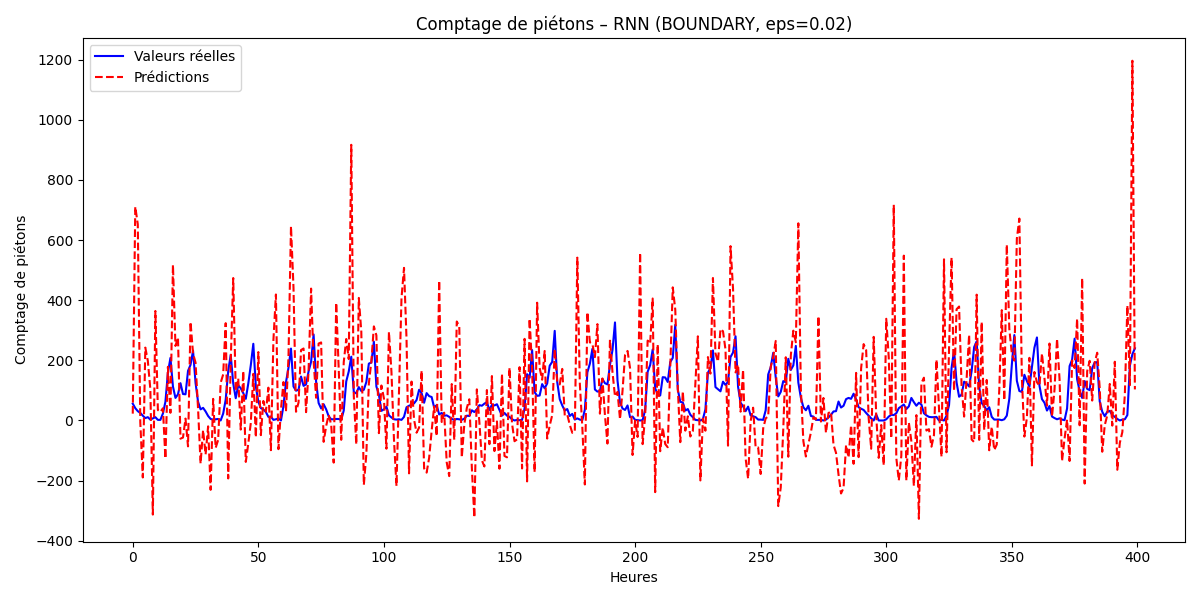 Comptage de piétons – RNN (BOUNDARY, eps=0.02)
Valeurs réelles
Prédictions
1200
1000
800
600
400
200
0
−200
−400
Comptage de piétons
0 50 100 150 200 250 300 350 400
Heures